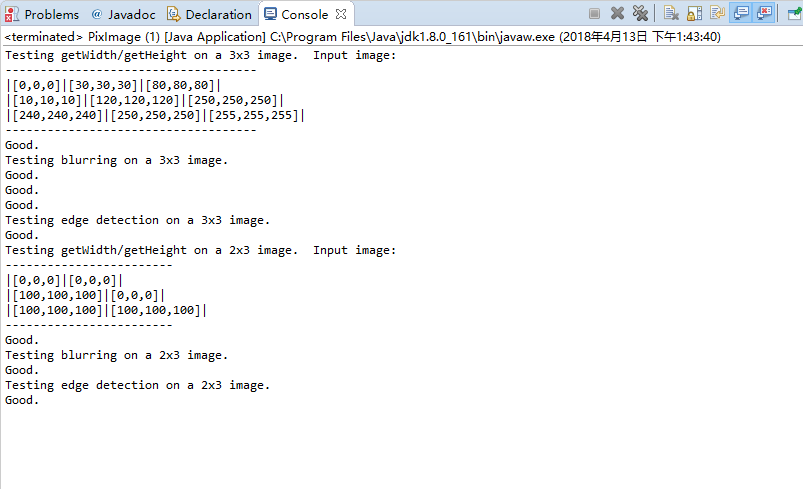 Problems @ Javadoc Declaration Console
<terminated> PixImage (1) [Java Application] C:\Program Files\Java\jdk1.8.0_161\bin\javaw.exe (2018年4月13日 下午1:43:40)
Testing getWidth/getHeight on a 3x3 image.  Input image:
------------------------------------
|[0,0,0]|[30,30,30]|[80,80,80]|
|[10,10,10]|[120,120,120]|[250,250,250]|
|[240,240,240]|[250,250,250]|[255,255,255]|
------------------------------------
Good.
Testing blurring on a 3x3 image.
Good.
Good.
Good.
Testing edge detection on a 3x3 image.
Good.
Testing getWidth/getHeight on a 2x3 image.  Input image:
------------------------
|[0,0,0]|[0,0,0]|
|[100,100,100]|[0,0,0]|
|[100,100,100]|[100,100,100]|
------------------------
Good.
Testing blurring on a 2x3 image.
Good.
Testing edge detection on a 2x3 image.
Good.